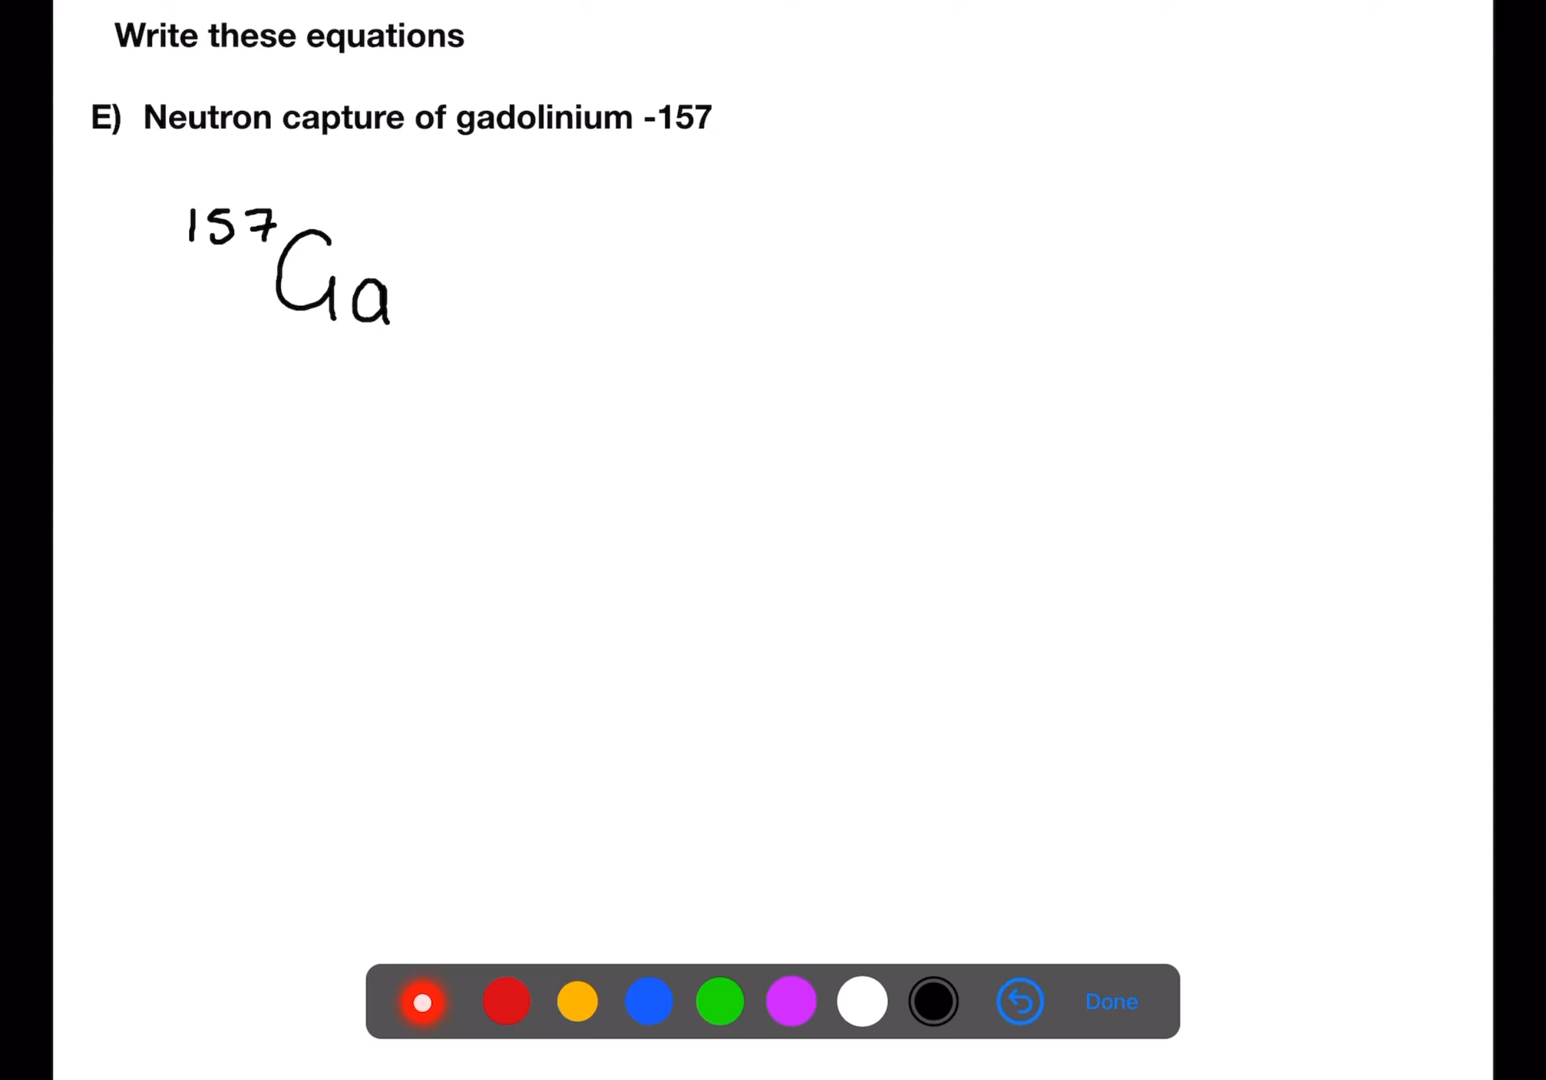 Write these equations
E) Neutron capture of gadolinium -157
157Ga
Done